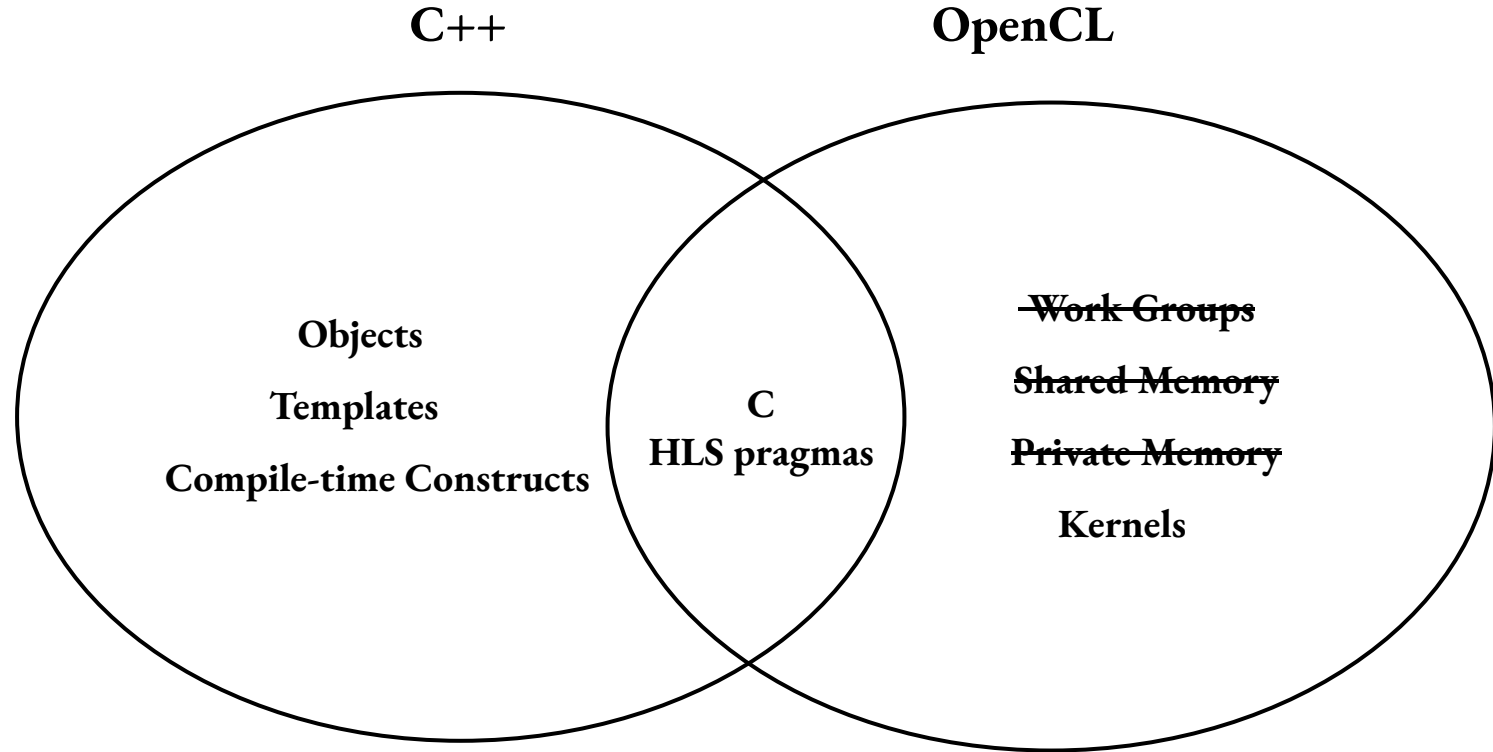 C++
OpenCL
Objects
Templates
Compile-time Constructs
C
HLS pragmas
Work Groups
Shared Memory
Private Memory
Kernels